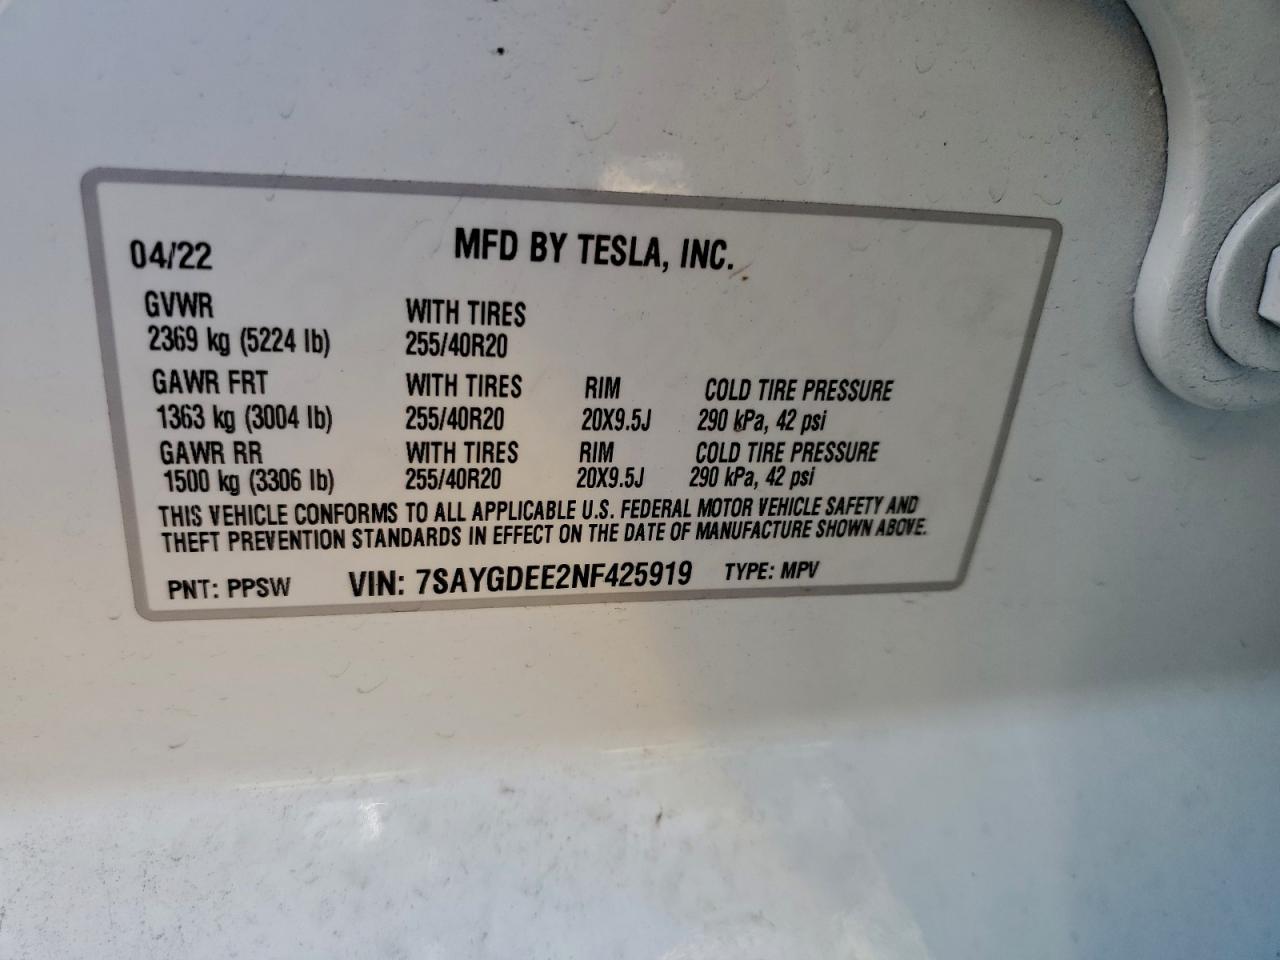 04/22 MFD BY TESLA, INC.
GVWR WITH TIRES
2369 kg (5224 lb) 255/40R20
GAWR FRT WITH TIRES RIM COLD TIRE PRESSURE
1363 kg (3004 lb) 255/40R20 20X9.5J 290 kPa, 42 psi
GAWR RR WITH TIRES RIM COLD TIRE PRESSURE
1500 kg (3306 lb) 255/40R20 20X9.5J 290 kPa, 42 psi
THIS VEHICLE CONFORMS TO ALL APPLICABLE U.S. FEDERAL MOTOR VEHICLE SAFETY AND
THEFT PREVENTION STANDARDS IN EFFECT ON THE DATE OF MANUFACTURE SHOWN ABOVE.
PNT: PPSW VIN: 7SAYGDEE2NF425919 TYPE: MPV